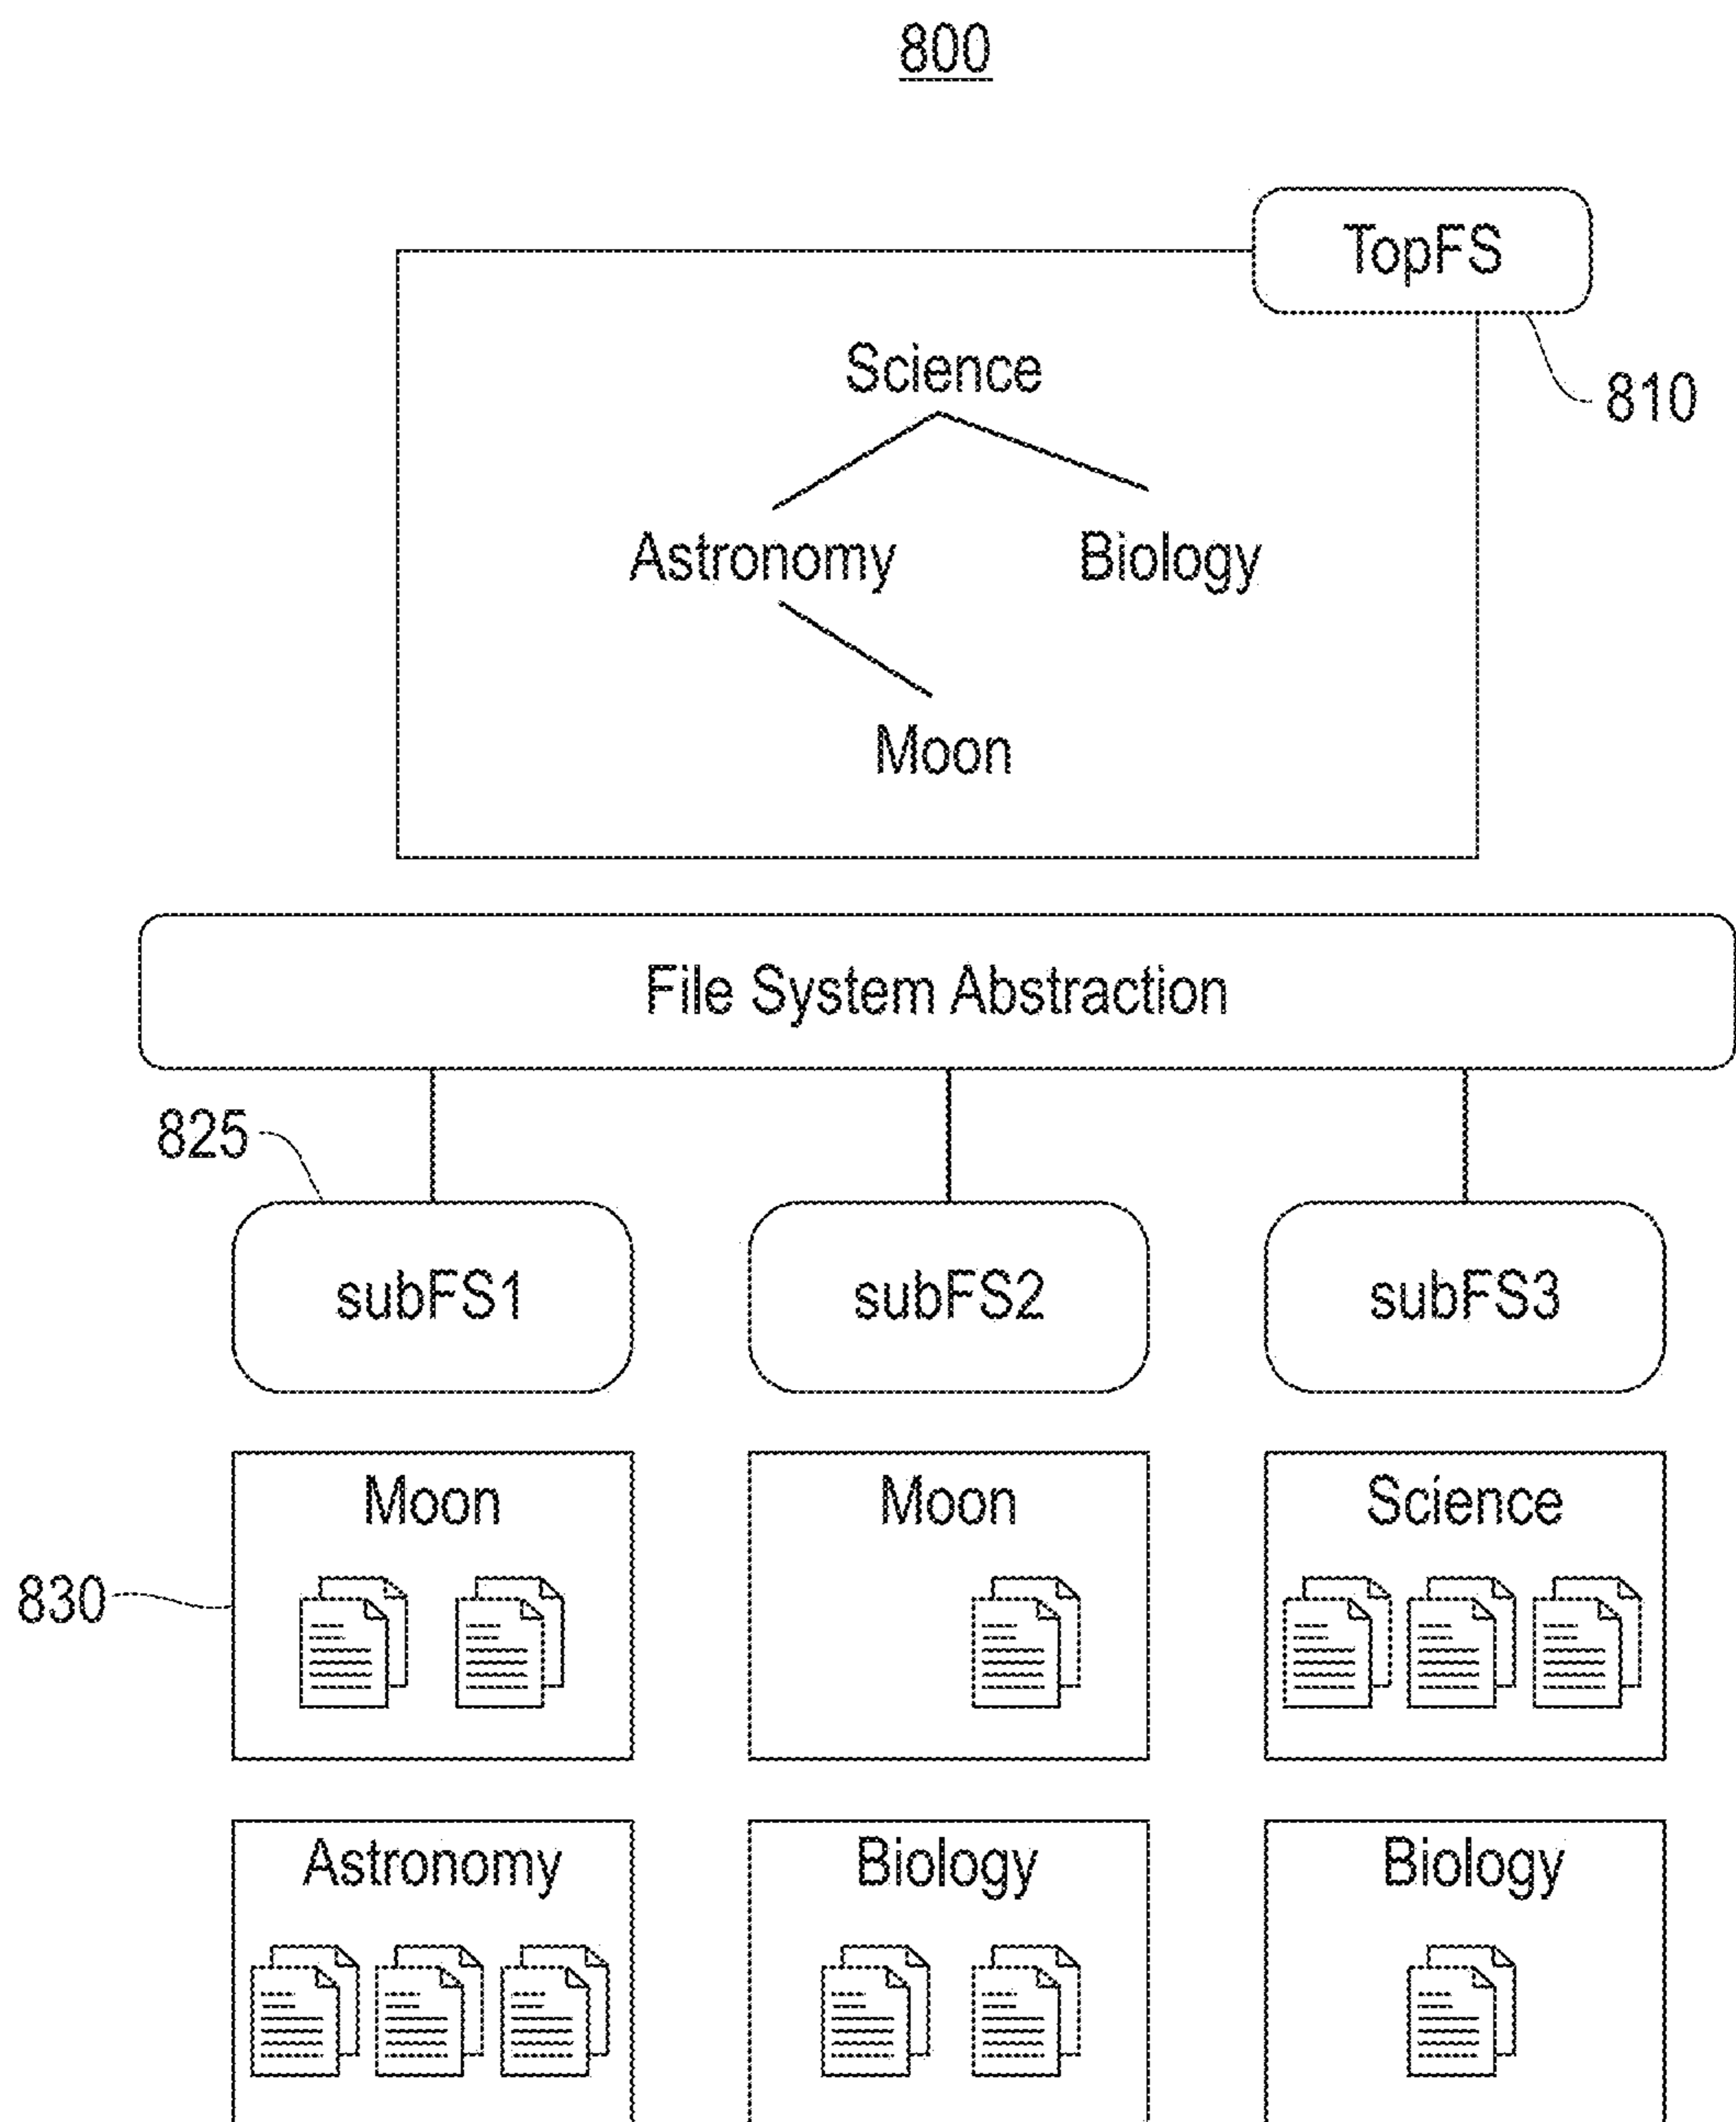 800
TopFS
810
Science
Astronomy Biology
Moon
File System Abstraction
825
subFS1 subFS2 subFS3
Moon Moon Science
830
Astronomy Biology Biology